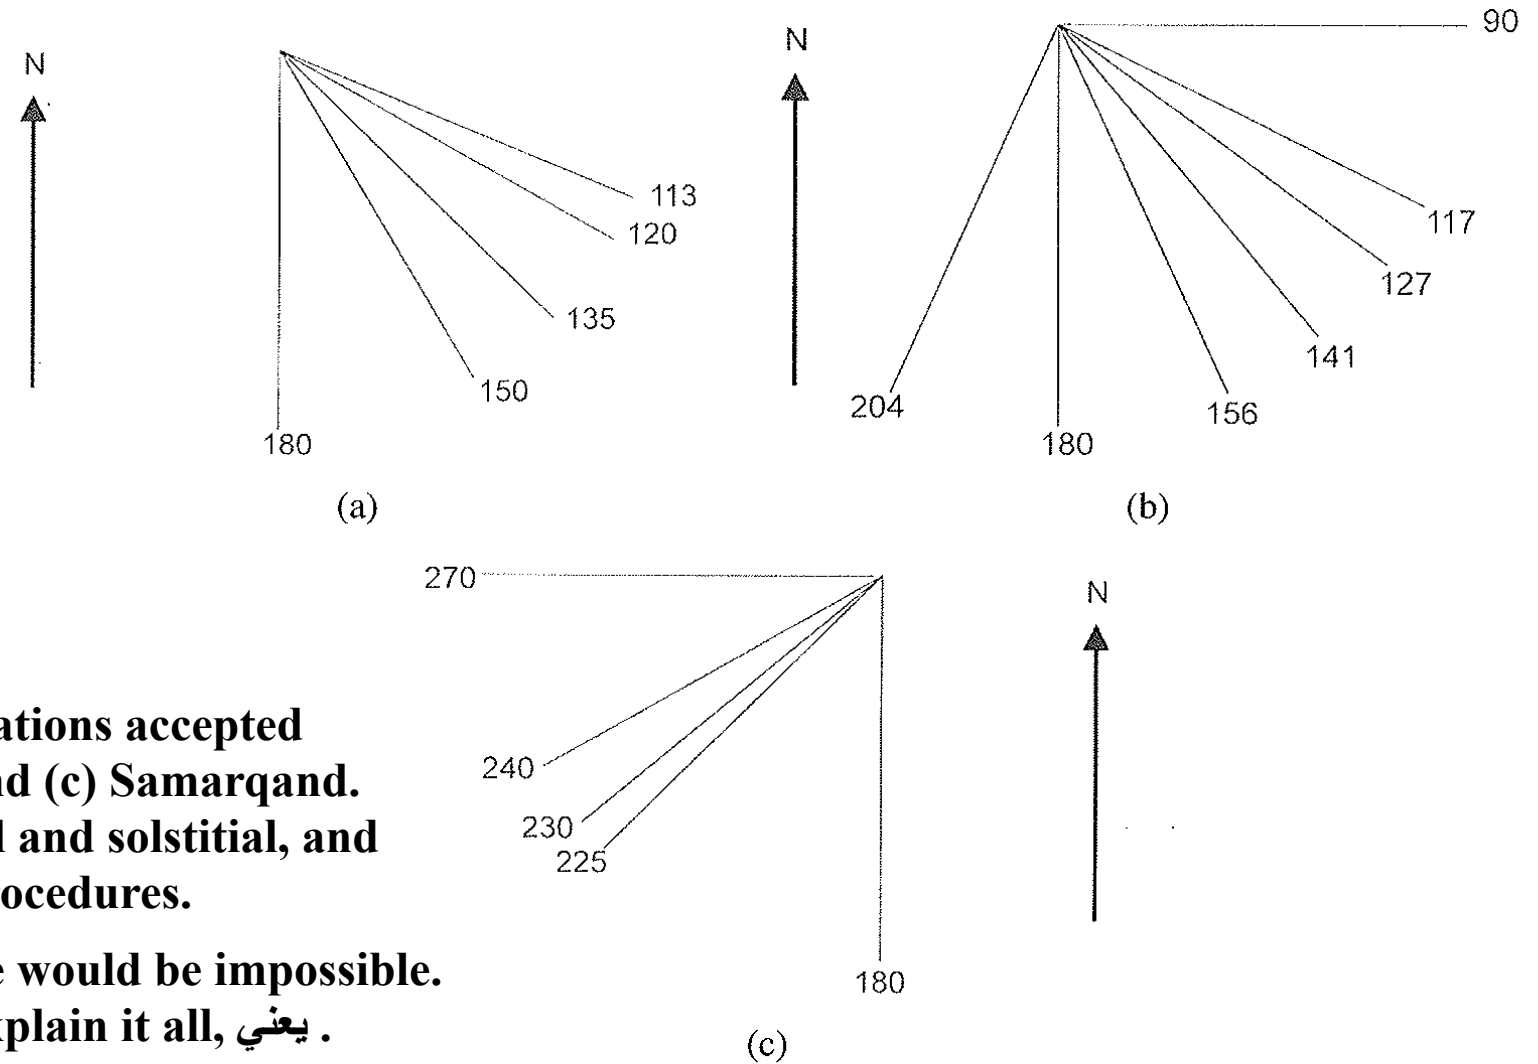 N
113
120
135
150
180
(a)
N
90
117
127
141
156
180
204
(b)
270
240
230
225
180
N
(c)
ations accepted
nd (c) Samarqand.
l and solstitial, and
ocedures.
e would be impossible.
xplain it all, يعني .